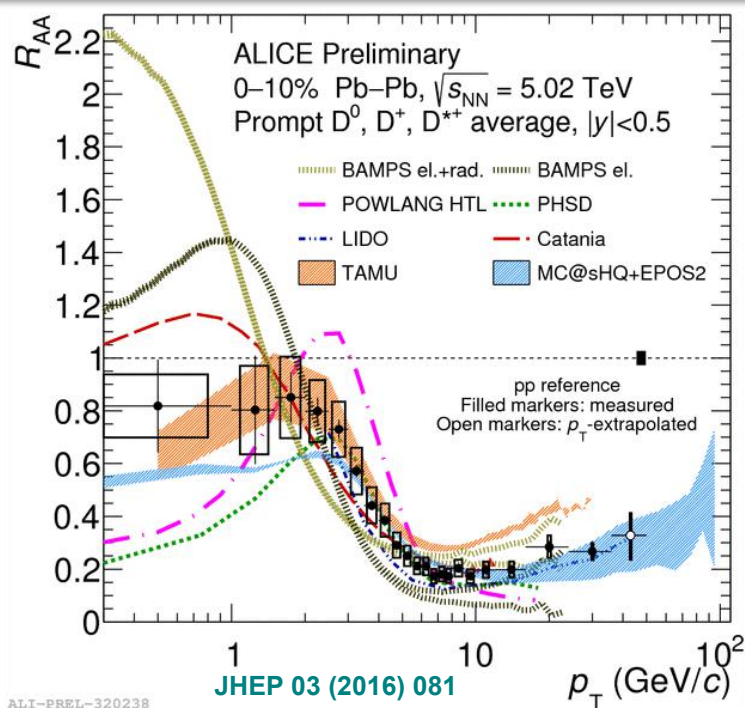 R_AA
2.2
2
1.8
1.6
1.4
1.2
1
0.8
0.6
0.4
0.2
0
ALICE Preliminary
0–10% Pb–Pb, √s_NN = 5.02 TeV
Prompt D⁰, D⁺, D*⁺ average, |y|<0.5
BAMPS el.+rad. BAMPS el.
POWLANG HTL PHSD
LIDO Catania
TAMU MC@sHQ+EPOS2
pp reference
Filled markers: measured
Open markers: p_T-extrapolated
1 10 10²
JHEP 03 (2016) 081
p_T (GeV/c)
ALI-PREL-320238